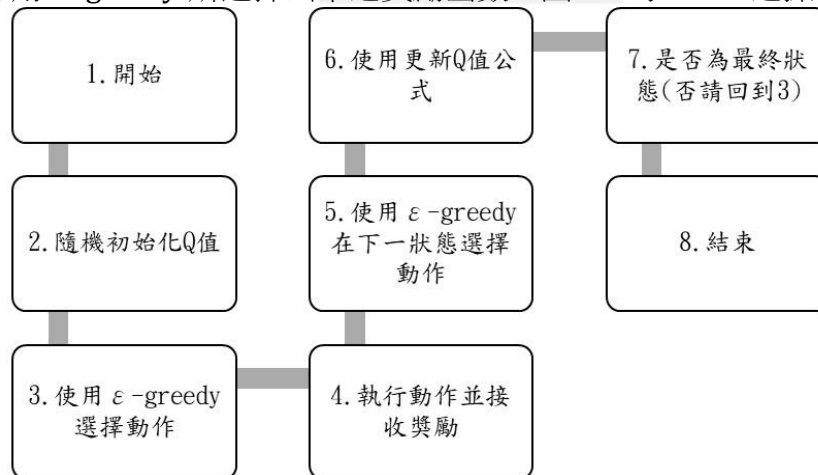 1.開始
2.隨機初始化Q值
3.使用ε-greedy
選擇動作
4.執行動作並接
收獎勵
5.使用ε-greedy
在下一狀態選擇
動作
6.使用更新Q值公
式
7.是否為最終狀
態(否請回到3)
8.結束